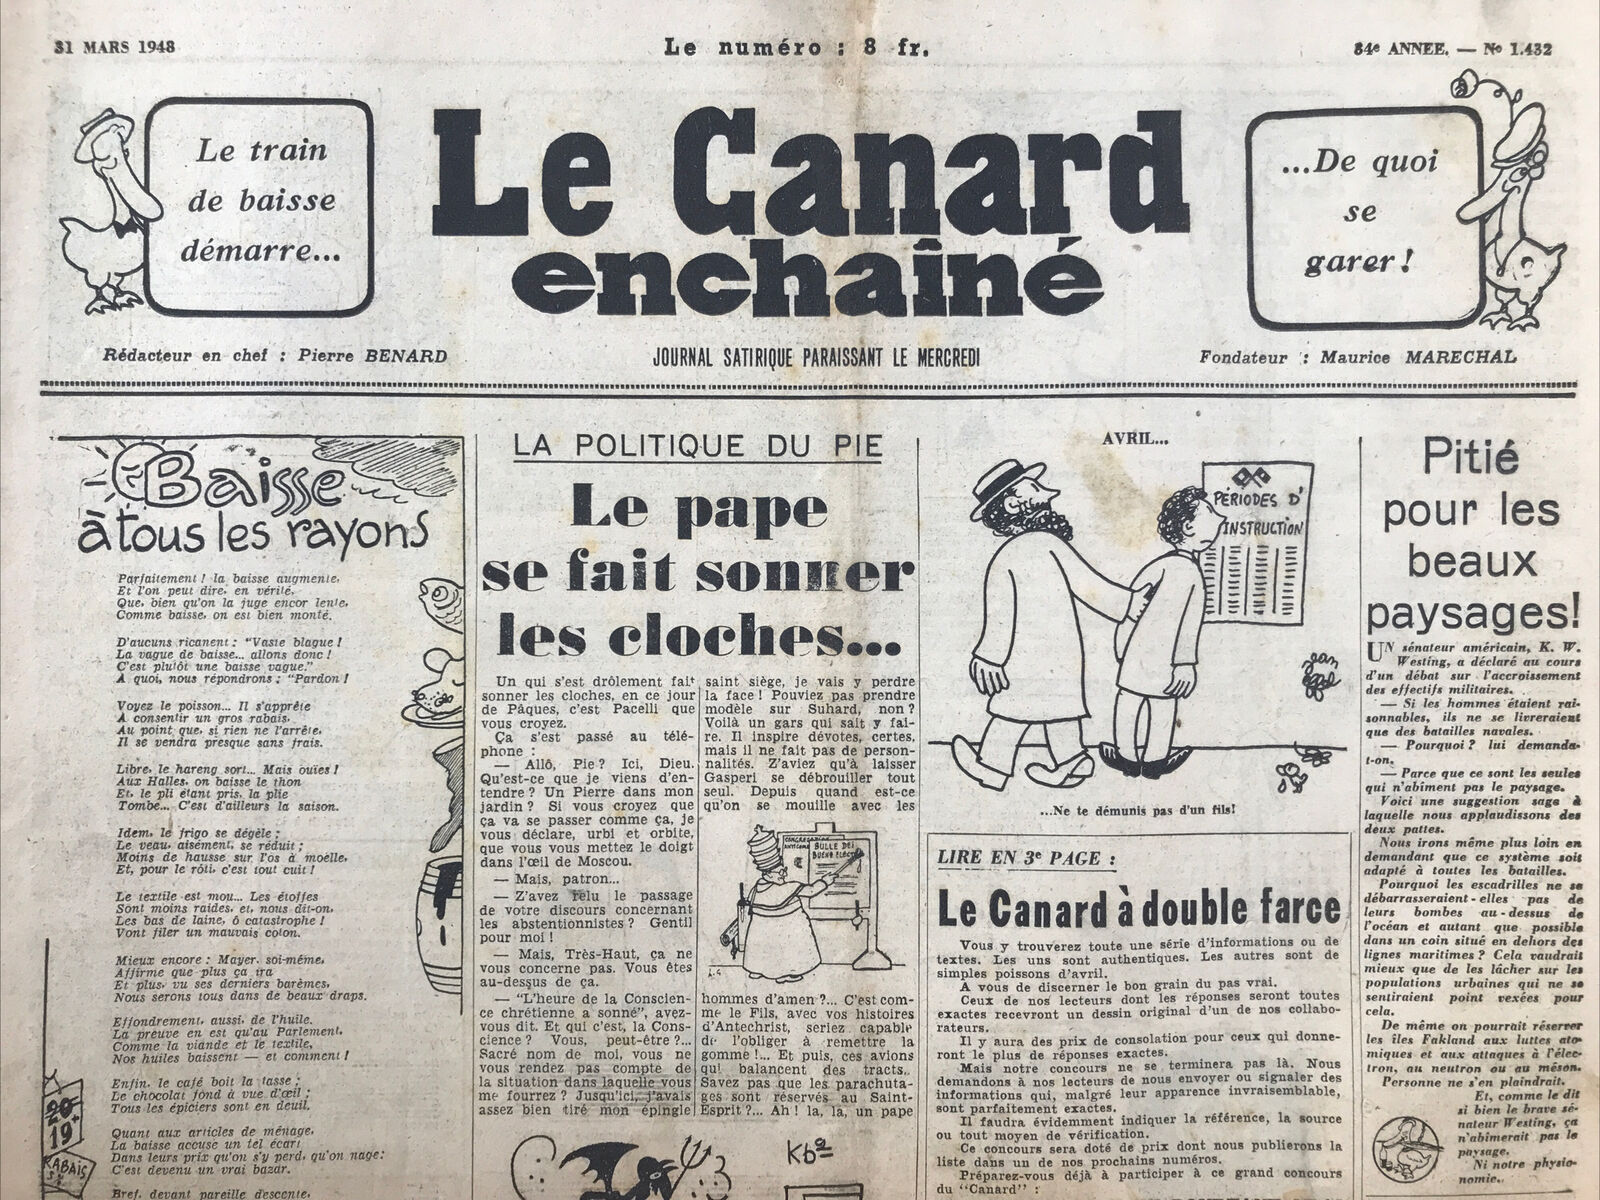 31 MARS 1948
Le numéro : 8 fr.
34e ANNEE. — No 1.432
Le train
de baisse
démarre...
Le Canard
enchaîné
...De quoi
se
garer !
Rédacteur en chef : Pierre BENARD
JOURNAL SATIRIQUE PARAISSANT LE MERCREDI
Fondateur : Maurice MARECHAL
Baisse
à tous les rayons
Parfaitement ! la baisse augmente,
Et l'on peut dire, en vérité,
Que, bien qu'on la juge encor lente,
Comme baisse, on est bien monté.
D'aucuns ricanent : "Vaste blague !
La vague de baisse... allons donc !
C'est plutôt une baisse vague."
A quoi, nous répondrons : "Pardon !
Voyez le poisson... Il s'apprête
A consentir un gros rabais,
Au point que, si rien ne l'arrête,
Il se vendra presque sans frais.
Libre, le hareng sort... Mais ouïes !
Aux Halles, on baisse le thon
Et, le pli étant pris, la plie
Tombe... C'est d'ailleurs la saison.
Idem, le frigo se dégèle ;
Le veau, aisément, se réduit ;
Moins de hausse sur l'os à moelle,
Et, pour le rôti, c'est tout cuit !
Le textile est mou... Les étoffes
Sont moins raides, et, nous dit-on,
Les bas de laine, ô catastrophe !
Vont filer un mauvais coton.
Mieux encore : Mayer, soi-même,
Affirme que plus ça ira
Et plus, vu ses derniers barèmes,
Nous serons tous dans de beaux draps.
Effondrement, aussi, de l'huile.
La preuve en est qu'au Parlement,
Comme la viande et le textile,
Nos huiles baissent — et comment !
Enfin, le café boit la tasse ;
Le chocolat fond à vue d'œil ;
Tous les épiciers sont en deuil.
Quant aux articles de ménage,
La baisse accuse un tel écart
Dans leurs prix qu'on s'y perd, qu'on nage:
C'est devenu un vrai bazar.
Bref, devant pareille descente,
20
19
RABAIS
LA POLITIQUE DU PIE
Le pape
se fait sonner
les cloches...
Un qui s'est drôlement fait
sonner les cloches, en ce jour
de Pâques, c'est Pacelli que
vous croyez.
Ça s'est passé au télé-
phone :
— Allô, Pie ? Ici, Dieu.
Qu'est-ce que je viens d'en-
tendre ? Un Pierre dans mon
jardin ? Si vous croyez que
ça va se passer comme ça, je
vous déclare, urbi et orbite,
que vous vous mettez le doigt
dans l'œil de Moscou.
— Mais, patron...
— Z'avez relu le passage
de votre discours concernant
les abstentionnistes ? Gentil
pour moi !
— Mais, Très-Haut, ça ne
vous concerne pas. Vous êtes
au-dessus de ça.
— "L'heure de la Conscien-
ce chrétienne a sonné", avez-
vous dit. Et qui c'est, la Cons-
cience ? Vous, peut-être ?...
Sacré nom de moi, vous ne
vous rendez pas compte de
la situation dans laquelle vous
me fourrez ? Jusqu'ici, j'avais
assez bien tiré mon épingle
saint siège, je vais y perdre
la face ! Pouviez pas prendre
modèle sur Suhard, non ?
Voilà un gars qui sait y fai-
re. Il inspire dévotes, certes,
mais il ne fait pas de person-
nalités. Z'aviez qu'à laisser
Gasperi se débrouiller tout
seul. Depuis quand est-ce
qu'on se mouille avec les
BULLE DEL
hommes d'amen ?... C'est com-
me le Fils, avec vos histoires
d'Antechrist, seriez capable
de l'obliger à remettre la
gomme !... Et puis, ces avions
qui balancent des tracts..
Savez pas que les parachuta-
ges sont réservés au Saint-
Esprit ?... Ah ! la, la, un pape
Kba
AVRIL...
PÉRIODES D'
INSTRUCTION
...Ne te démunis pas d'un fils!
LIRE EN 3e PAGE :
Le Canard à double farce
Vous y trouverez toute une série d'informations ou de
textes. Les uns sont authentiques. Les autres sont de
simples poissons d'avril.
A vous de discerner le bon grain du pas vrai.
Ceux de nos lecteurs dont les réponses seront toutes
exactes recevront un dessin original d'un de nos collabo-
rateurs.
Il y aura des prix de consolation pour ceux qui donne-
ront le plus de réponses exactes.
Mais notre concours ne se terminera pas là. Nous
demandons à nos lecteurs de nous envoyer ou signaler des
informations qui, malgré leur apparence invraisemblable,
sont parfaitement exactes.
Il faudra évidemment indiquer la référence, la source
ou tout moyen de vérification.
Ce concours sera doté de prix dont nous publierons la
liste dans un de nos prochains numéros.
Préparez-vous déjà à participer à ce grand concours
du "Canard" :
Pitié
pour les
beaux
paysages!
UN sénateur américain, K. W.
Westing, a déclaré au cours
d'un débat sur l'accroissement
des effectifs militaires.
— Si les hommes étaient rai-
sonnables, ils ne se livreraient
que des batailles navales.
— Pourquoi ? lui demanda-
t-on.
— Parce que ce sont les seules
qui n'abîment pas le paysage.
Voici une suggestion sage à
laquelle nous applaudissons des
deux pattes.
Nous irons même plus loin en
demandant que ce système soit
adapté à toutes les batailles.
Pourquoi les escadrilles ne se
débarrasseraient-elles pas de
leurs bombes au-dessus de
l'océan et autant que possible
dans un coin situé en dehors des
lignes maritimes ? Cela vaudrait
mieux que de les lâcher sur les
populations urbaines qui ne se
sentiraient point vexées pour
cela.
De même on pourrait réserver
les îles Fakland aux luttes ato-
miques et aux attaques à l'élec-
tron, au neutron ou au méson.
Personne ne s'en plaindrait.
Et, comme le dit
si bien le brave sé-
nateur Westing, ça
n'abîmerait pas le
paysage.
Ni notre physio-
nomie.